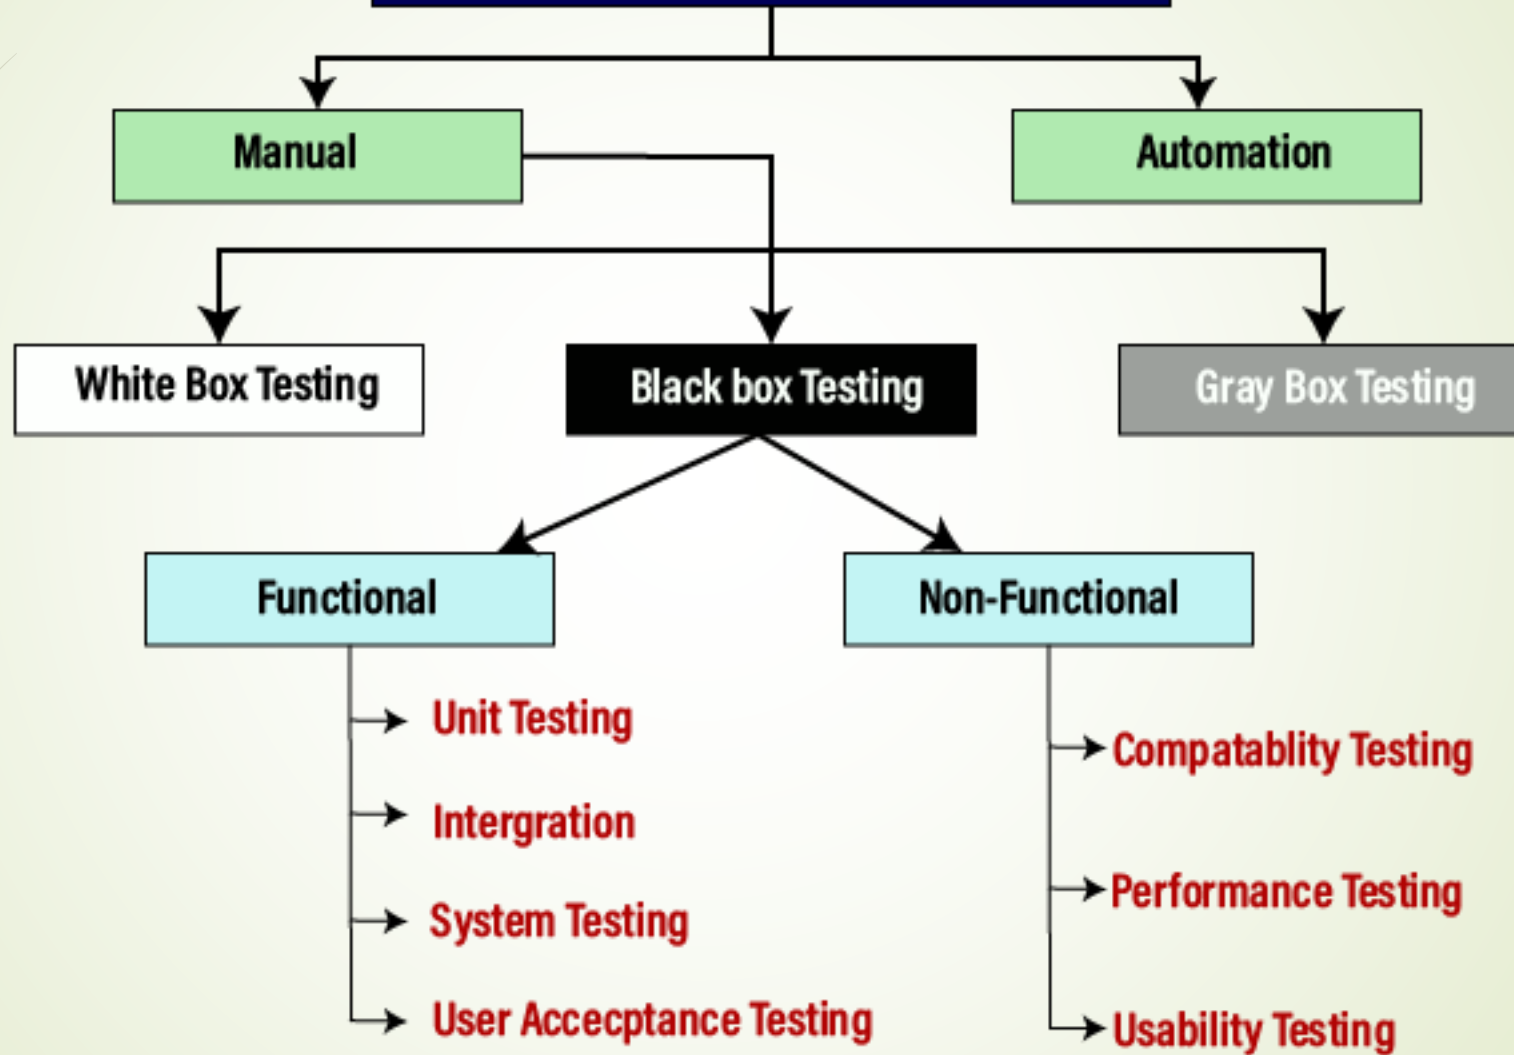 Manual
Automation
White Box Testing
Black box Testing
Gray Box Testing
Functional
Non-Functional
Unit Testing
Intergration
System Testing
User Accecptance Testing
Compatablity Testing
Performance Testing
Usability Testing